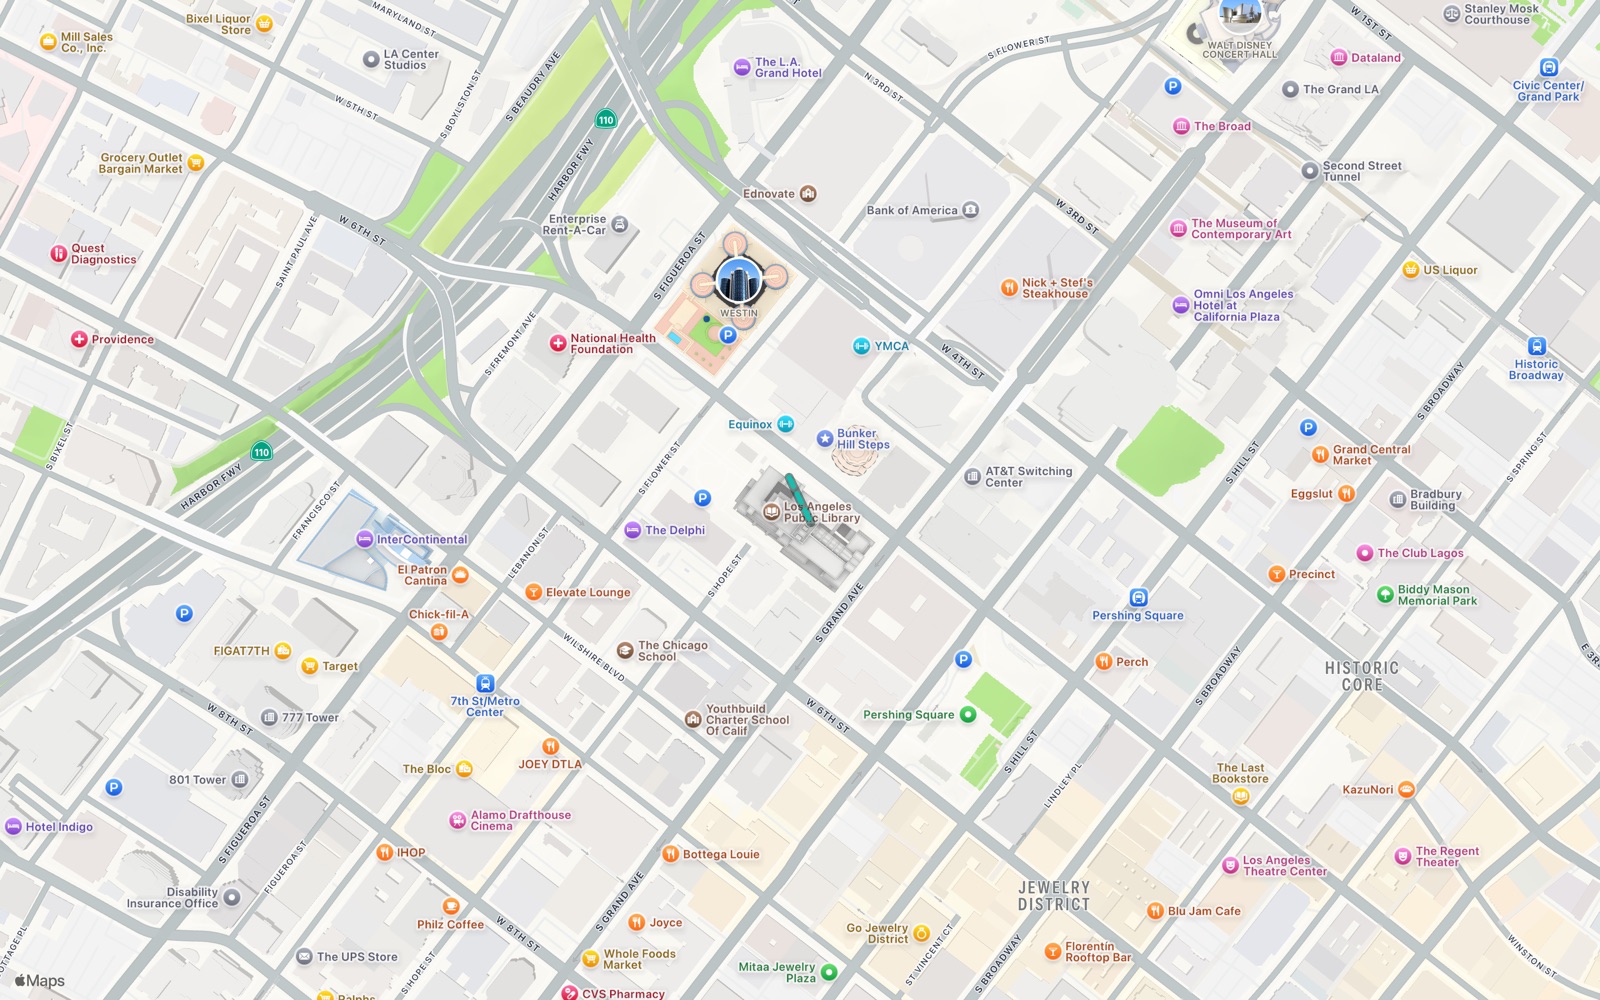 Bixel Liquor
Store
Mill Sales
Co., Inc.
MARYLAND ST
LA Center
Studios
S BEAUDRY AVE
S BOYLSTON ST
W 5TH ST
110
HARBOR FWY
The L.A.
Grand Hotel
S FLOWER ST
N 3RD ST
WALT DISNEY
CONCERT HALL
W 1ST ST
Stanley Mosk
Courthouse
Dataland
The Grand LA
Civic Center/
Grand Park
P
The Broad
Second Street
Tunnel
Grocery Outlet
Bargain Market
Ednovate
Bank of America
W 3RD ST
The Museum of
Contemporary Art
Enterprise
Rent-A-Car
W 6TH ST
SAINT PAUL AVE
Quest
Diagnostics
S FIGUEROA ST
WESTIN
P
US Liquor
Nick + Stef's
Steakhouse
Omni Los Angeles
Hotel at
California Plaza
Providence
National Health
Foundation
S FREMONT AVE
YMCA
W 4TH ST
Historic
Broadway
S BROADWAY
Equinox
Bunker
Hill Steps
P
Grand Central
Market
S HILL ST
S SPRING ST
S BIXEL ST
110
HARBOR FWY
S FLOWER ST
AT&T Switching
Center
Eggslut
Bradbury
Building
FRANCISCO ST
P
Los Angeles
Public Library
The Delphi
InterContinental
LEBANON ST
The Club Lagos
El Patron
Cantina
S HOPE ST
Precinct
Biddy Mason
Memorial Park
Elevate Lounge
S GRAND AVE
Pershing Square
P
Chick-fil-A
FIGAT7TH
Target
The Chicago
School
WILSHIRE BLVD
P
Perch
S BROADWAY
HISTORIC
CORE
E 3R
7th St/Metro
Center
777 Tower
W 8TH ST
Youthbuild
Charter School
Of Calif
W 6TH ST
Pershing Square
S HILL ST
JOEY DTLA
The Bloc
801 Tower
P
LINDLEY PL
The Last
Bookstore
KazuNori
Hotel Indigo
S FIGUEROA ST
FIGUEROA ST
Alamo Drafthouse
Cinema
IHOP
Bottega Louie
Los Angeles
Theatre Center
The Regent
Theater
Disability
Insurance Office
Philz Coffee
W 8TH ST
S GRAND AVE
Joyce
JEWELRY
DISTRICT
Blu Jam Cafe
Go Jewelry
District
ST VINCENT CT
S BROADWAY
Florentín
Rooftop Bar
WINSTON ST
OTTAGE PL
The UPS Store
S HOPE ST
Whole Foods
Market
Mitaa Jewelry
Plaza
Maps
Ralphs
CVS Pharmacy